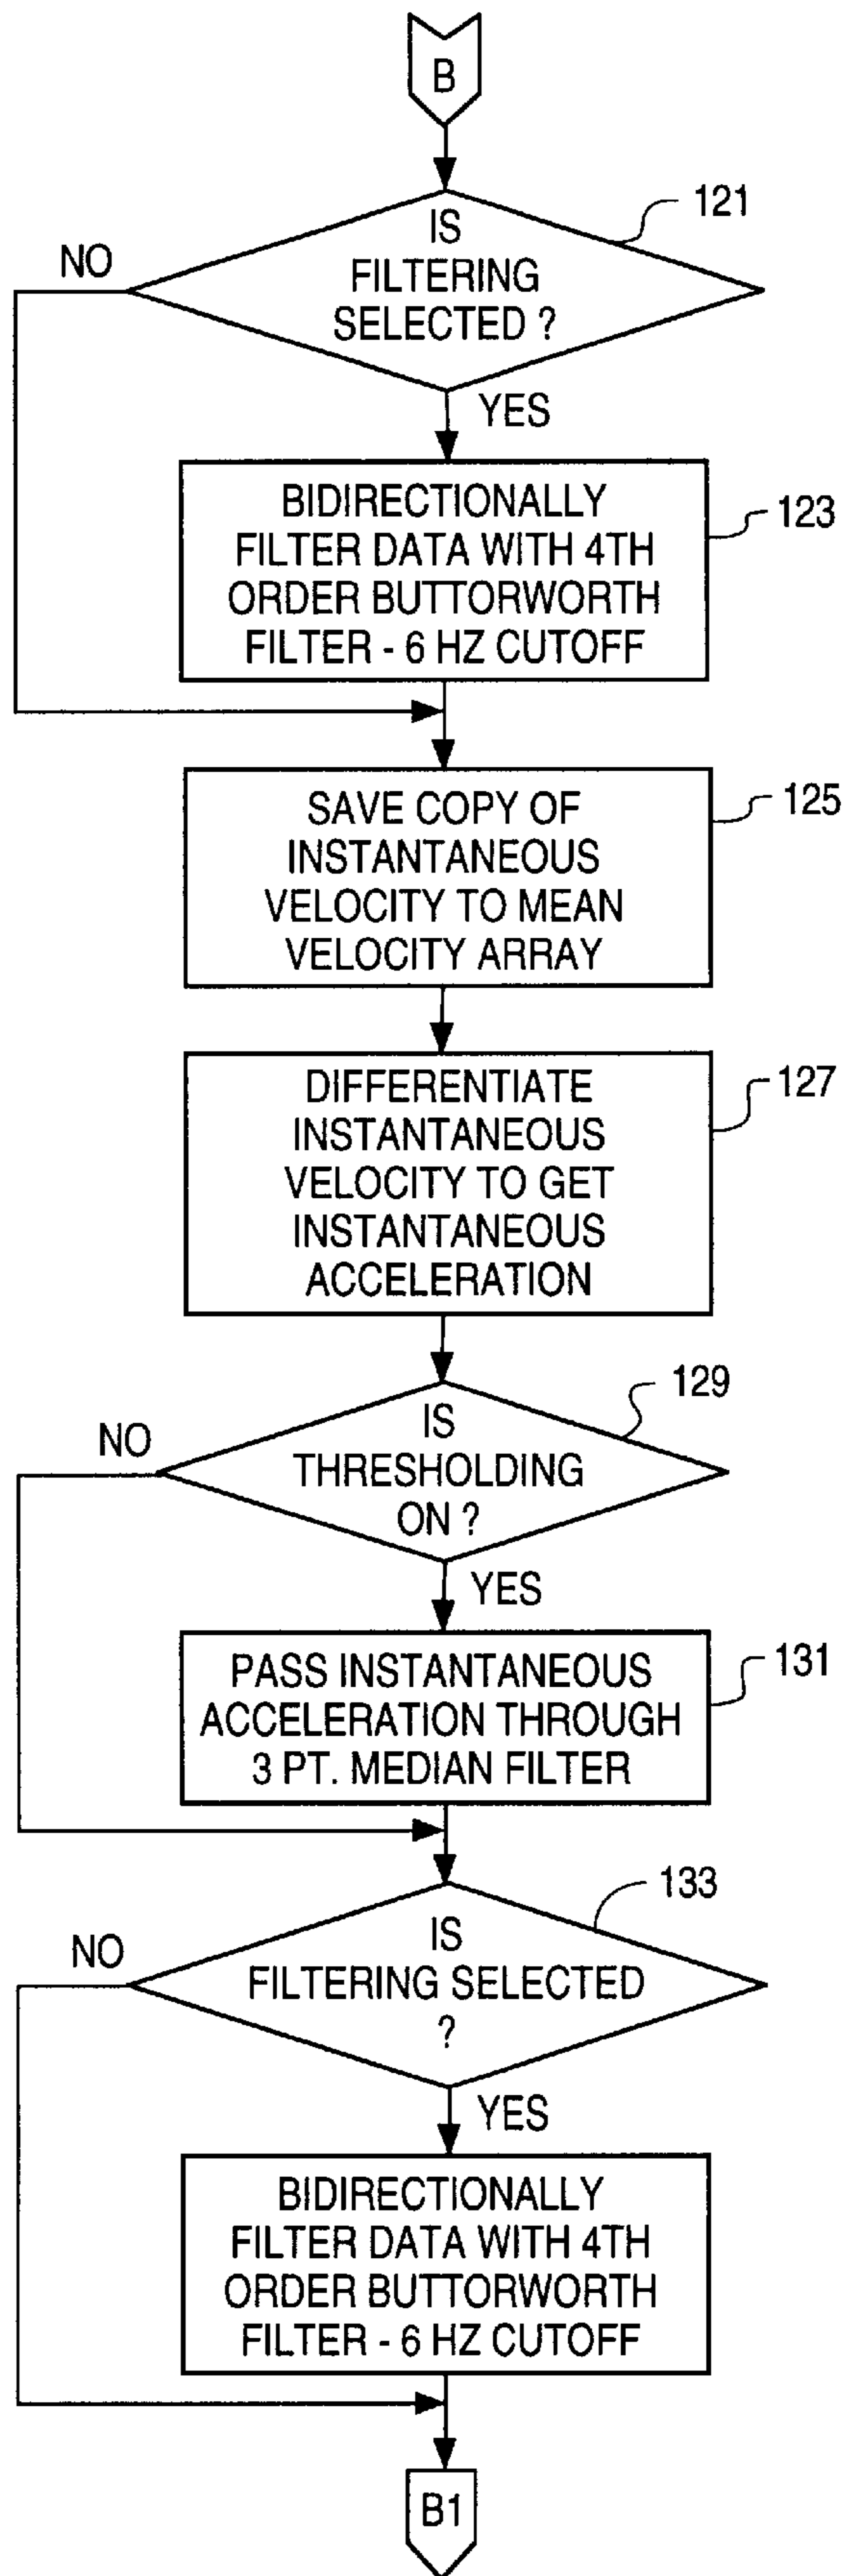 B
121
IS
FILTERING
SELECTED ?
NO
YES
BIDIRECTIONALLY
FILTER DATA WITH 4TH
ORDER BUTTORWORTH
FILTER - 6 HZ CUTOFF
123
SAVE COPY OF
INSTANTANEOUS
VELOCITY TO MEAN
VELOCITY ARRAY
125
DIFFERENTIATE
INSTANTANEOUS
VELOCITY TO GET
INSTANTANEOUS
ACCELERATION
127
129
IS
THRESHOLDING
ON ?
NO
YES
PASS INSTANTANEOUS
ACCELERATION THROUGH
3 PT. MEDIAN FILTER
131
133
IS
FILTERING SELECTED
?
NO
YES
BIDIRECTIONALLY
FILTER DATA WITH 4TH
ORDER BUTTORWORTH
FILTER - 6 HZ CUTOFF
B1